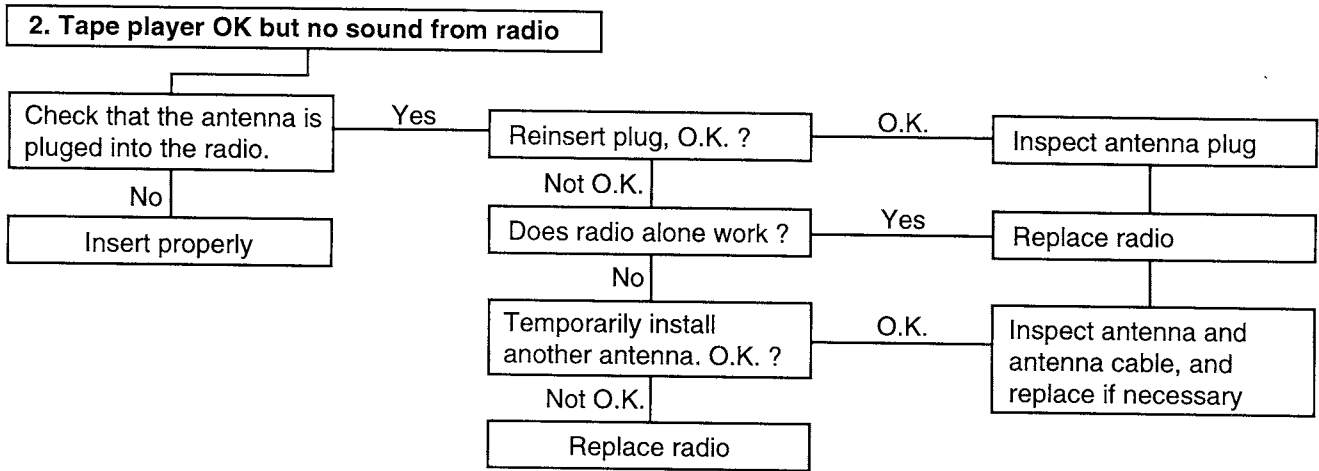 2. Tape player OK but no sound from radio
Check that the antenna is
pluged into the radio.
Yes
No
Insert properly
Reinsert plug, O.K. ?
O.K.
Inspect antenna plug
Not O.K.
Does radio alone work ?
Yes
Replace radio
No
Temporarily install
another antenna. O.K. ?
O.K.
Inspect antenna and
antenna cable, and
replace if necessary
Not O.K.
Replace radio